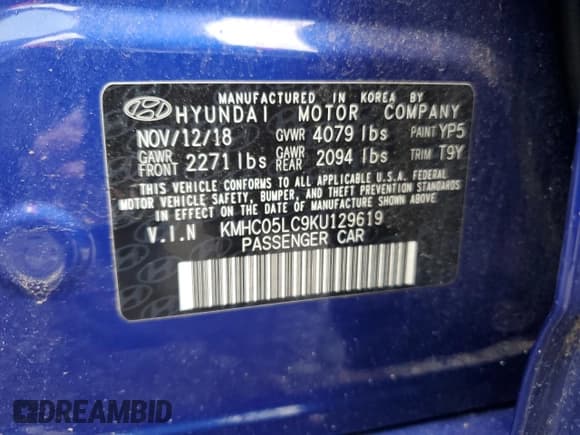 MANUFACTURED IN KOREA BY
HYUNDAI MOTOR COMPANY
NOV/12/18 GVWR 4079 lbs PAINT YP5
GAWR FRONT 2271 lbs GAWR REAR 2094 lbs TRIM T9Y
THIS VEHICLE CONFORMS TO ALL APPLICABLE U.S.A. FEDERAL
MOTOR VEHICLE SAFETY, BUMPER, AND THEFT PREVENTION STANDARDS
IN EFFECT ON THE DATE OF MANUFACTURE SHOWN ABOVE.
V.I.N KMHC05LC9KU129619
PASSENGER CAR
DREAMBID